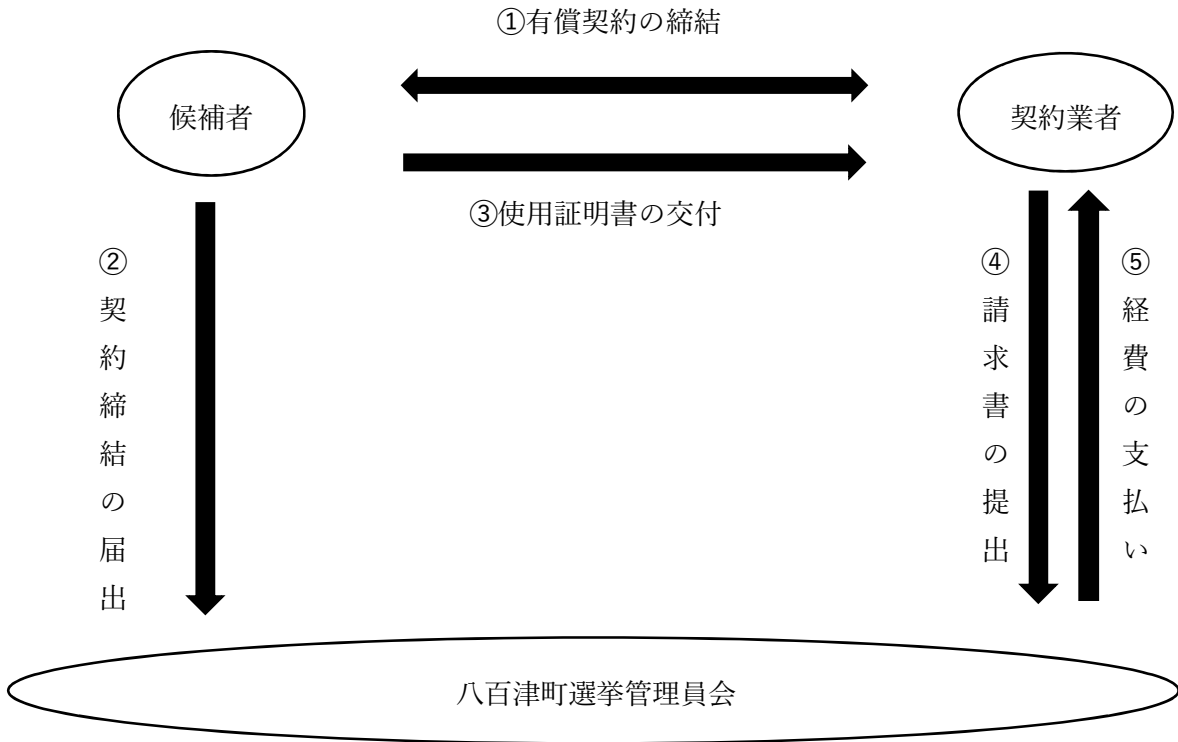 ①有償契約の締結
候補者
契約業者
③使用証明書の交付
②契約締結の届出
④請求書の提出
⑤経費の支払い
八百津町選挙管理員会